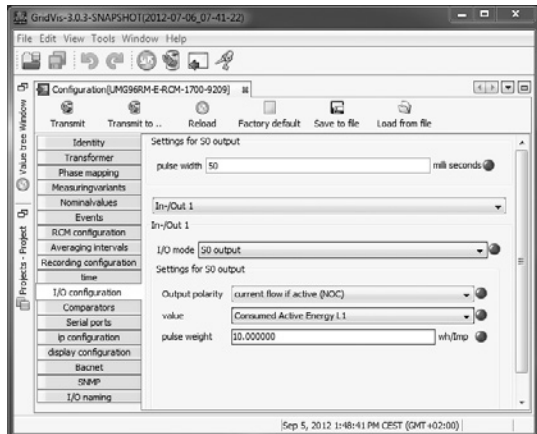 GridVis-3.0.3-SNAPSHOT(2012-07-06_07-41-22)
File Edit View Tools Window Help
Configuration[UMG96RM-E-RCM-1700-9209]
Transmit Transmit to .. Reload Factory default Save to file Load from file
Value tree Window
Projects - Project
Identity
Transformer
Phase mapping
Measuringvariants
Nominalvalues
Events
RCM configuration
Averaging intervals
Recording configuration
time
I/O configuration
Comparators
Serial ports
ip configuration
display configuration
Bacnet
SNMP
I/O naming
Settings for S0 output
pulse width 50 milli seconds
In-/Out 1
In-/Out 1
I/O mode S0 output
Settings for S0 output
Output polarity current flow if active (NOC)
value Consumed Active Energy L1
pulse weight 10.000000 wh/Imp
Sep 5, 2012 1:48:41 PM CEST (GMT+02:00)